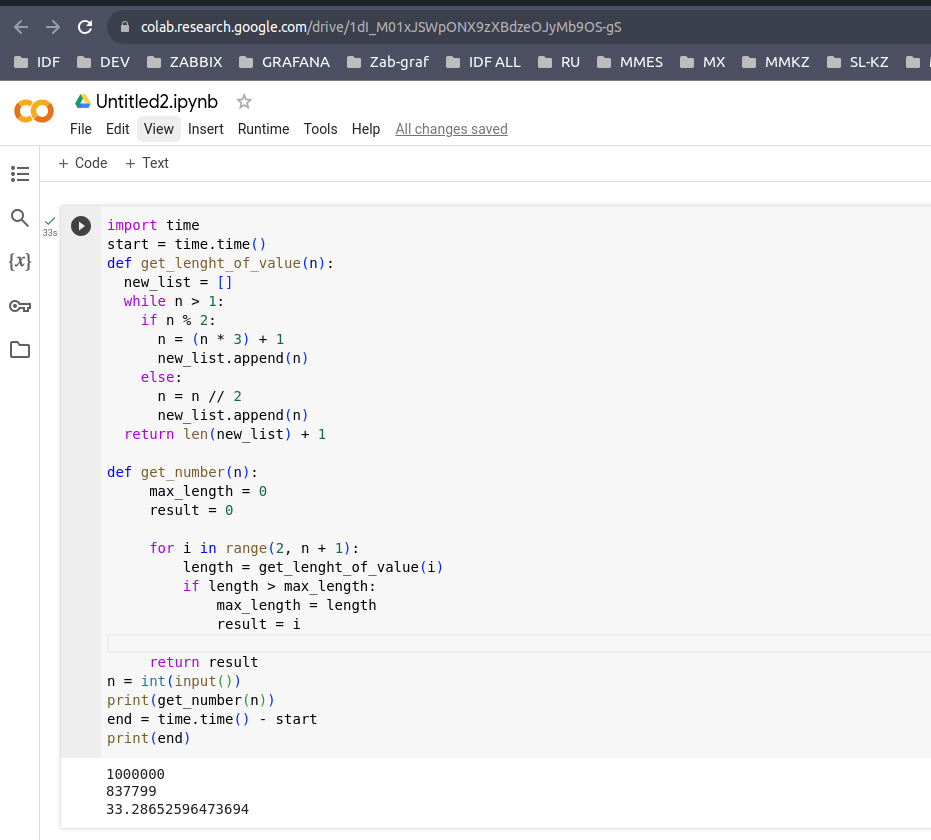 colab.research.google.com/drive/1dI_M01xJSWpONX9zXBdzeOJyMb9OS-gS
IDF DEV ZABBIX GRAFANA Zab-graf IDF ALL RU MMES MX MMKZ SL-KZ
Untitled2.ipynb
File Edit View Insert Runtime Tools Help All changes saved
+ Code + Text
{x}
33s
import time
start = time.time()
def get_lenght_of_value(n):
  new_list = []
  while n > 1:
    if n % 2:
      n = (n * 3) + 1
      new_list.append(n)
    else:
      n = n // 2
      new_list.append(n)
  return len(new_list) + 1
def get_number(n):
     max_length = 0
     result = 0
     for i in range(2, n + 1):
         length = get_lenght_of_value(i)
         if length > max_length:
             max_length = length
             result = i
     return result
n = int(input())
print(get_number(n))
end = time.time() - start
print(end)
1000000
837799
33.28652596473694